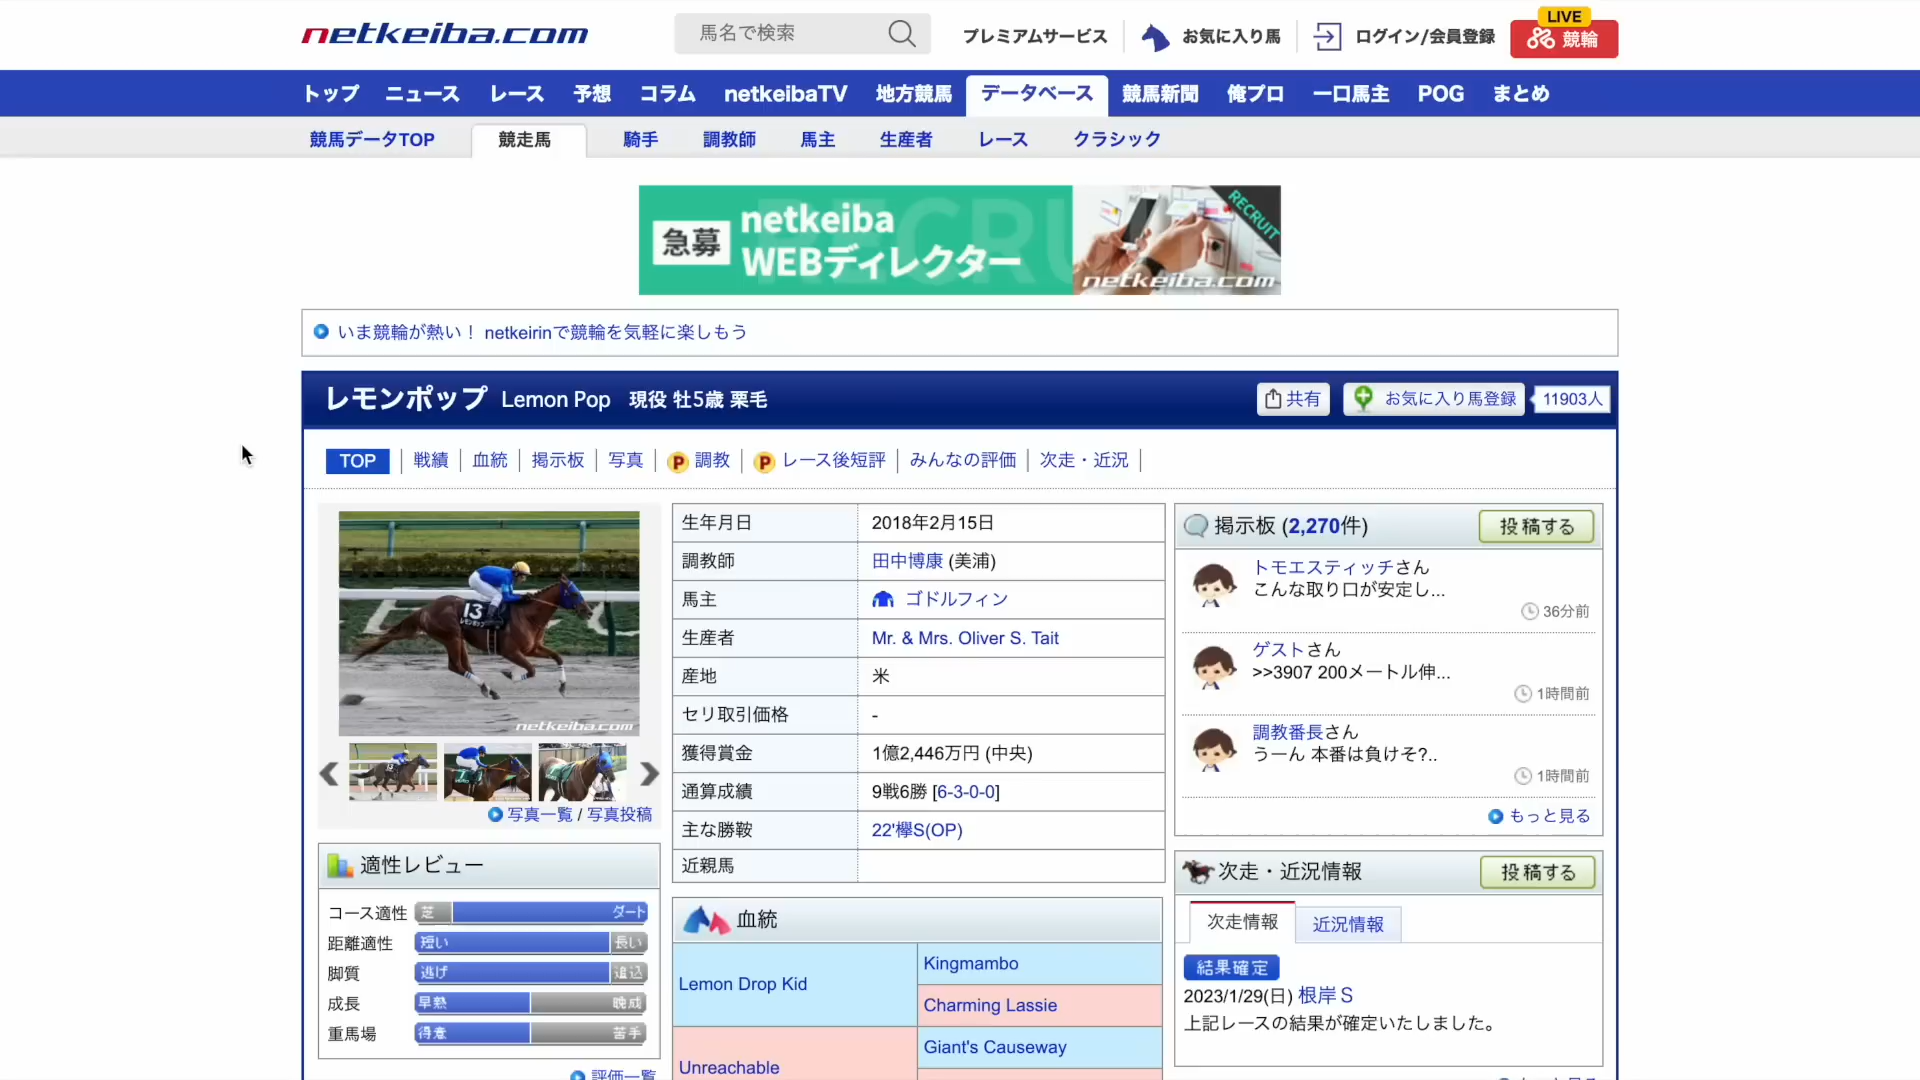 netkeiba.com
馬名で検索
プレミアムサービス
お気に入り馬
ログイン/会員登録
LIVE
競輪
トップ ニュース レース 予想 コラム netkeibaTV 地方競馬 データベース 競馬新聞 俺プロ 一口馬主 POG まとめ
競馬データTOP 競走馬 騎手 調教師 馬主 生産者 レース クラシック
急募
netkeiba
WEBディレクター
RECRUIT
netkeiba.com
いま競輪が熱い！ netkeirinで競輪を気軽に楽しもう
レモンポップ Lemon Pop 現役 牡5歳 栗毛
共有
お気に入り馬登録
11903人
TOP 戦績 血統 掲示板 写真 P 調教 P レース後短評 みんなの評価 次走・近況
13
レモンポップ
netkeiba.com
写真一覧 / 写真投稿
適性レビュー
コース適性 芝 ダート
距離適性 短い 長い
脚質 逃げ 追込
成長 早熟 晩成
重馬場 得意 苦手
評価一覧
生年月日 2018年2月15日
調教師 田中博康 (美浦)
馬主 ゴドルフィン
生産者 Mr. & Mrs. Oliver S. Tait
産地 米
セリ取引価格 -
獲得賞金 1億2,446万円 (中央)
通算成績 9戦6勝 [6-3-0-0]
主な勝鞍 22'欅S(OP)
近親馬
血統
Lemon Drop Kid
Kingmambo
Charming Lassie
Unreachable
Giant's Causeway
掲示板 (2,270件)
投稿する
トモエスティッチさん
こんな取り口が安定し...
36分前
ゲストさん
>>3907 200メートル伸...
1時間前
調教番長さん
うーん 本番は負けそ?..
1時間前
もっと見る
次走・近況情報
投稿する
次走情報 近況情報
結果確定
2023/1/29(日) 根岸Ｓ
上記レースの結果が確定いたしました。